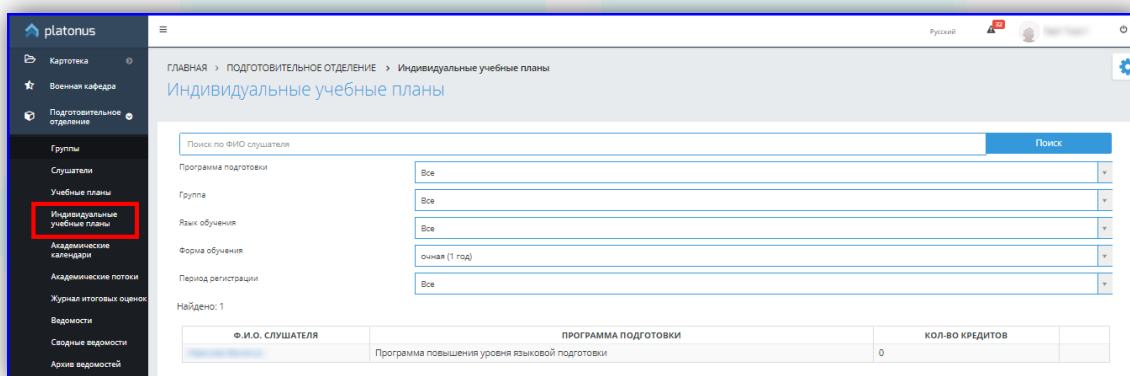 platonus
Русский
32
Картотека
Военная кафедра
Подготовительное
отделение
Группы
Слушатели
Учебные планы
Индивидуальные
учебные планы
Академические
календари
Академические потоки
Журнал итоговых оценок
Ведомости
Сводные ведомости
Архив ведомостей
ГЛАВНАЯ > ПОДГОТОВИТЕЛЬНОЕ ОТДЕЛЕНИЕ > Индивидуальные учебные планы
Индивидуальные учебные планы
Поиск по ФИО слушателя Поиск
Программа подготовки Все
Группа Все
Язык обучения Все
Форма обучения очная (1 год)
Период регистрации Все
Найдено: 1
Ф.И.О. СЛУШАТЕЛЯ ПРОГРАММА ПОДГОТОВКИ КОЛ-ВО КРЕДИТОВ
Программа повышения уровня языковой подготовки 0